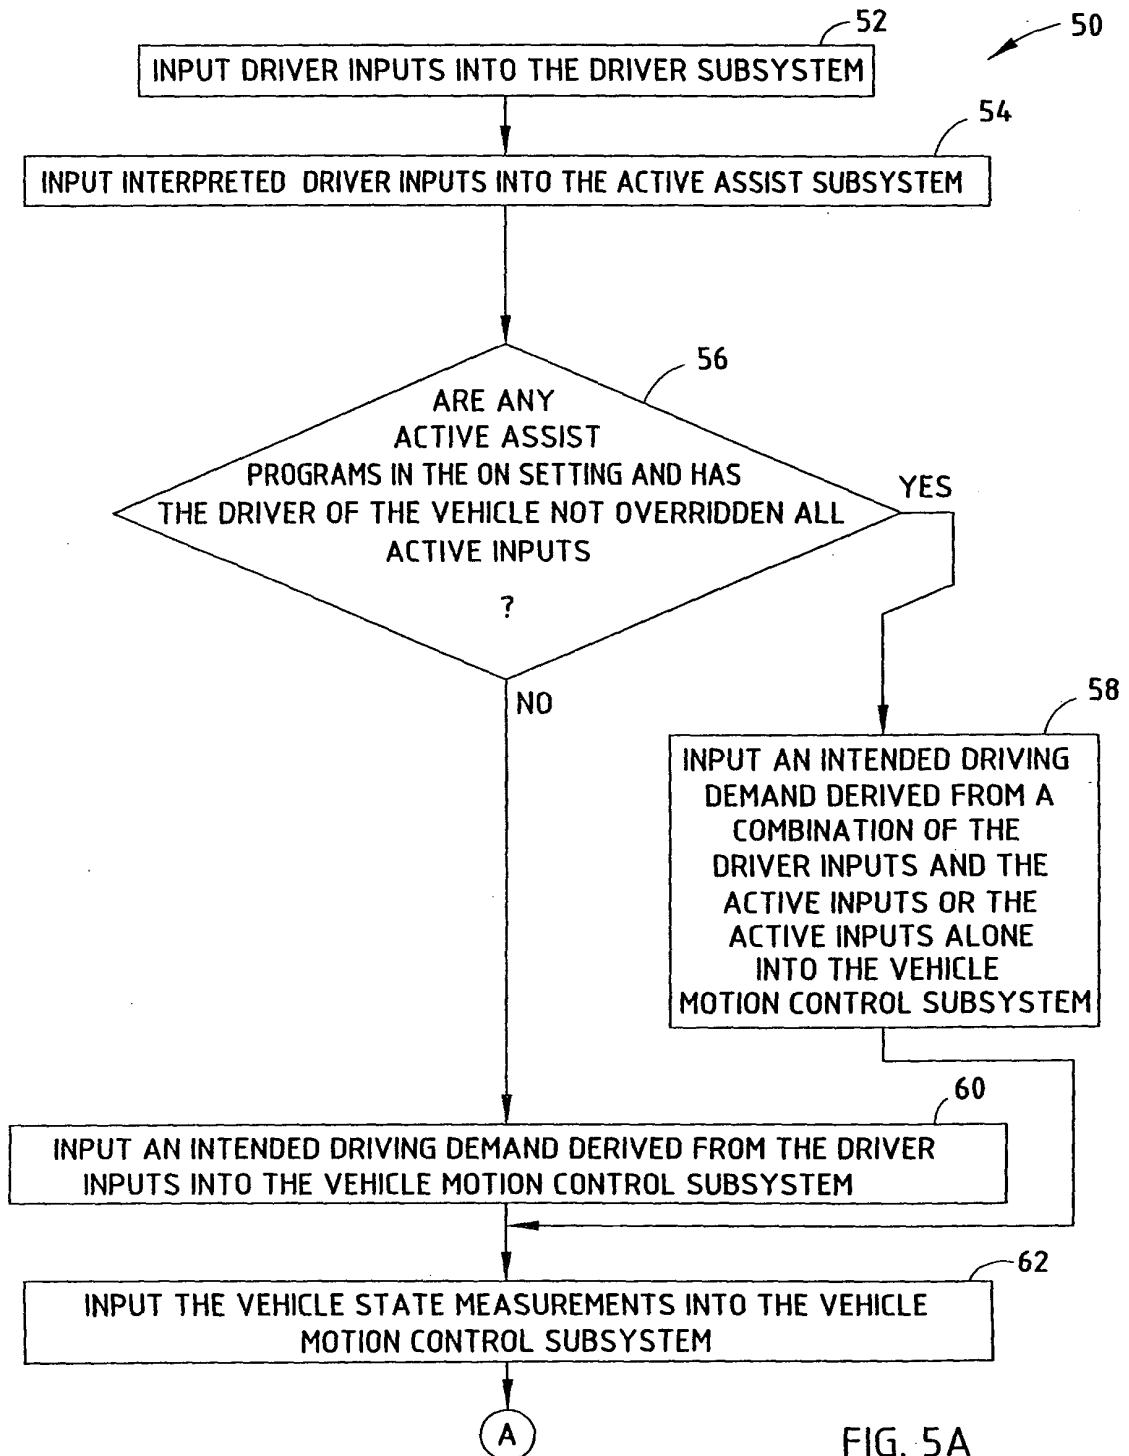 52
50
INPUT DRIVER INPUTS INTO THE DRIVER SUBSYSTEM
54
INPUT INTERPRETED DRIVER INPUTS INTO THE ACTIVE ASSIST SUBSYSTEM
56
ARE ANY
ACTIVE ASSIST
PROGRAMS IN THE ON SETTING AND HAS
THE DRIVER OF THE VEHICLE NOT OVERRIDDEN ALL
ACTIVE INPUTS
?
YES
NO
58
INPUT AN INTENDED DRIVING
DEMAND DERIVED FROM A
COMBINATION OF THE
DRIVER INPUTS AND THE
ACTIVE INPUTS OR THE
ACTIVE INPUTS ALONE
INTO THE VEHICLE
MOTION CONTROL SUBSYSTEM
60
INPUT AN INTENDED DRIVING DEMAND DERIVED FROM THE DRIVER
INPUTS INTO THE VEHICLE MOTION CONTROL SUBSYSTEM
62
INPUT THE VEHICLE STATE MEASUREMENTS INTO THE VEHICLE
MOTION CONTROL SUBSYSTEM
A
FIG. 5A